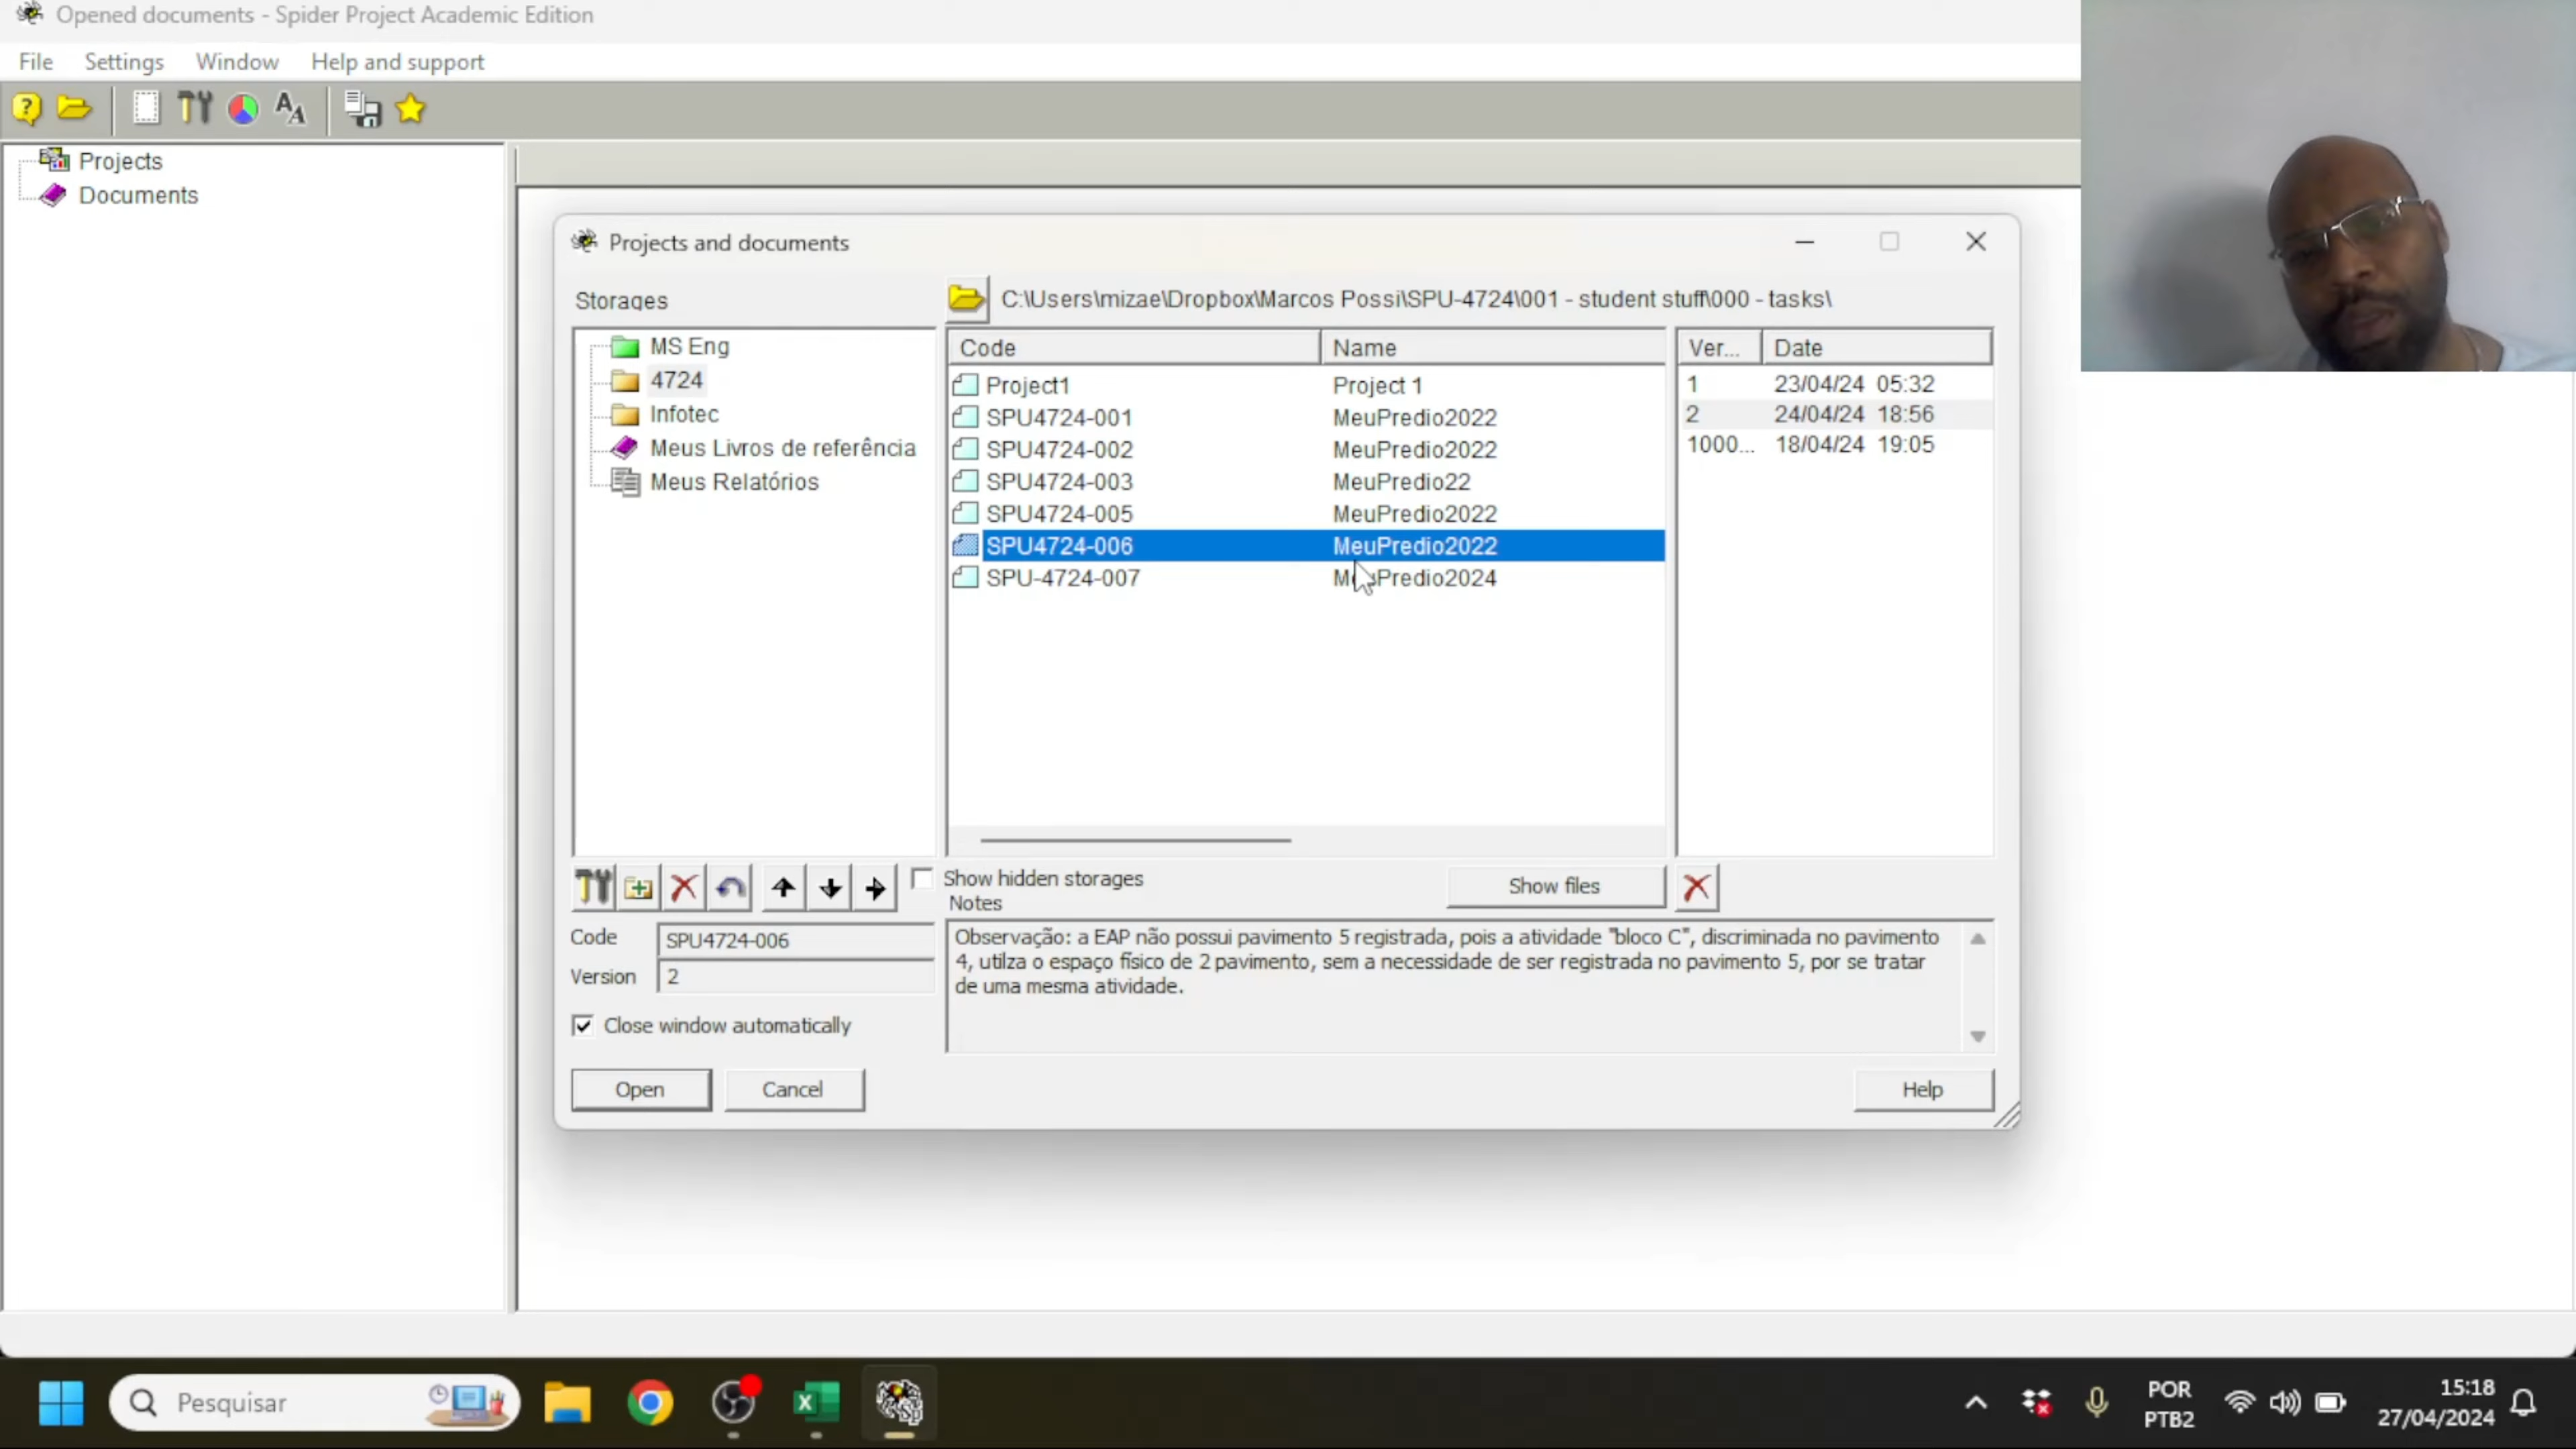 Opened documents - Spider Project Academic Edition
File Settings Window Help and support
Projects
Documents
Projects and documents
Storages
C:\Users\mizae\Dropbox\Marcos Possi\SPU-4724\001 - student stuff\000 - tasks\
MS Eng
4724
Infotec
Meus Livros de referência
Meus Relatórios
Code Name
Project1 Project 1
SPU4724-001 MeuPredio2022
SPU4724-002 MeuPredio2022
SPU4724-003 MeuPredio22
SPU4724-005 MeuPredio2022
SPU4724-006 MeuPredio2022
SPU-4724-007 MeuPredio2024
Ver... Date
1 23/04/24 05:32
2 24/04/24 18:56
1000... 18/04/24 19:05
Show hidden storages
Notes
Show files
Code SPU4724-006
Version 2
Observação: a EAP não possui pavimento 5 registrada, pois a atividade "bloco C", discriminada no pavimento
4, utilza o espaço físico de 2 pavimento, sem a necessidade de ser registrada no pavimento 5, por se tratar
de uma mesma atividade.
Close window automatically
Open Cancel Help
Pesquisar
POR
PTB2
15:18
27/04/2024